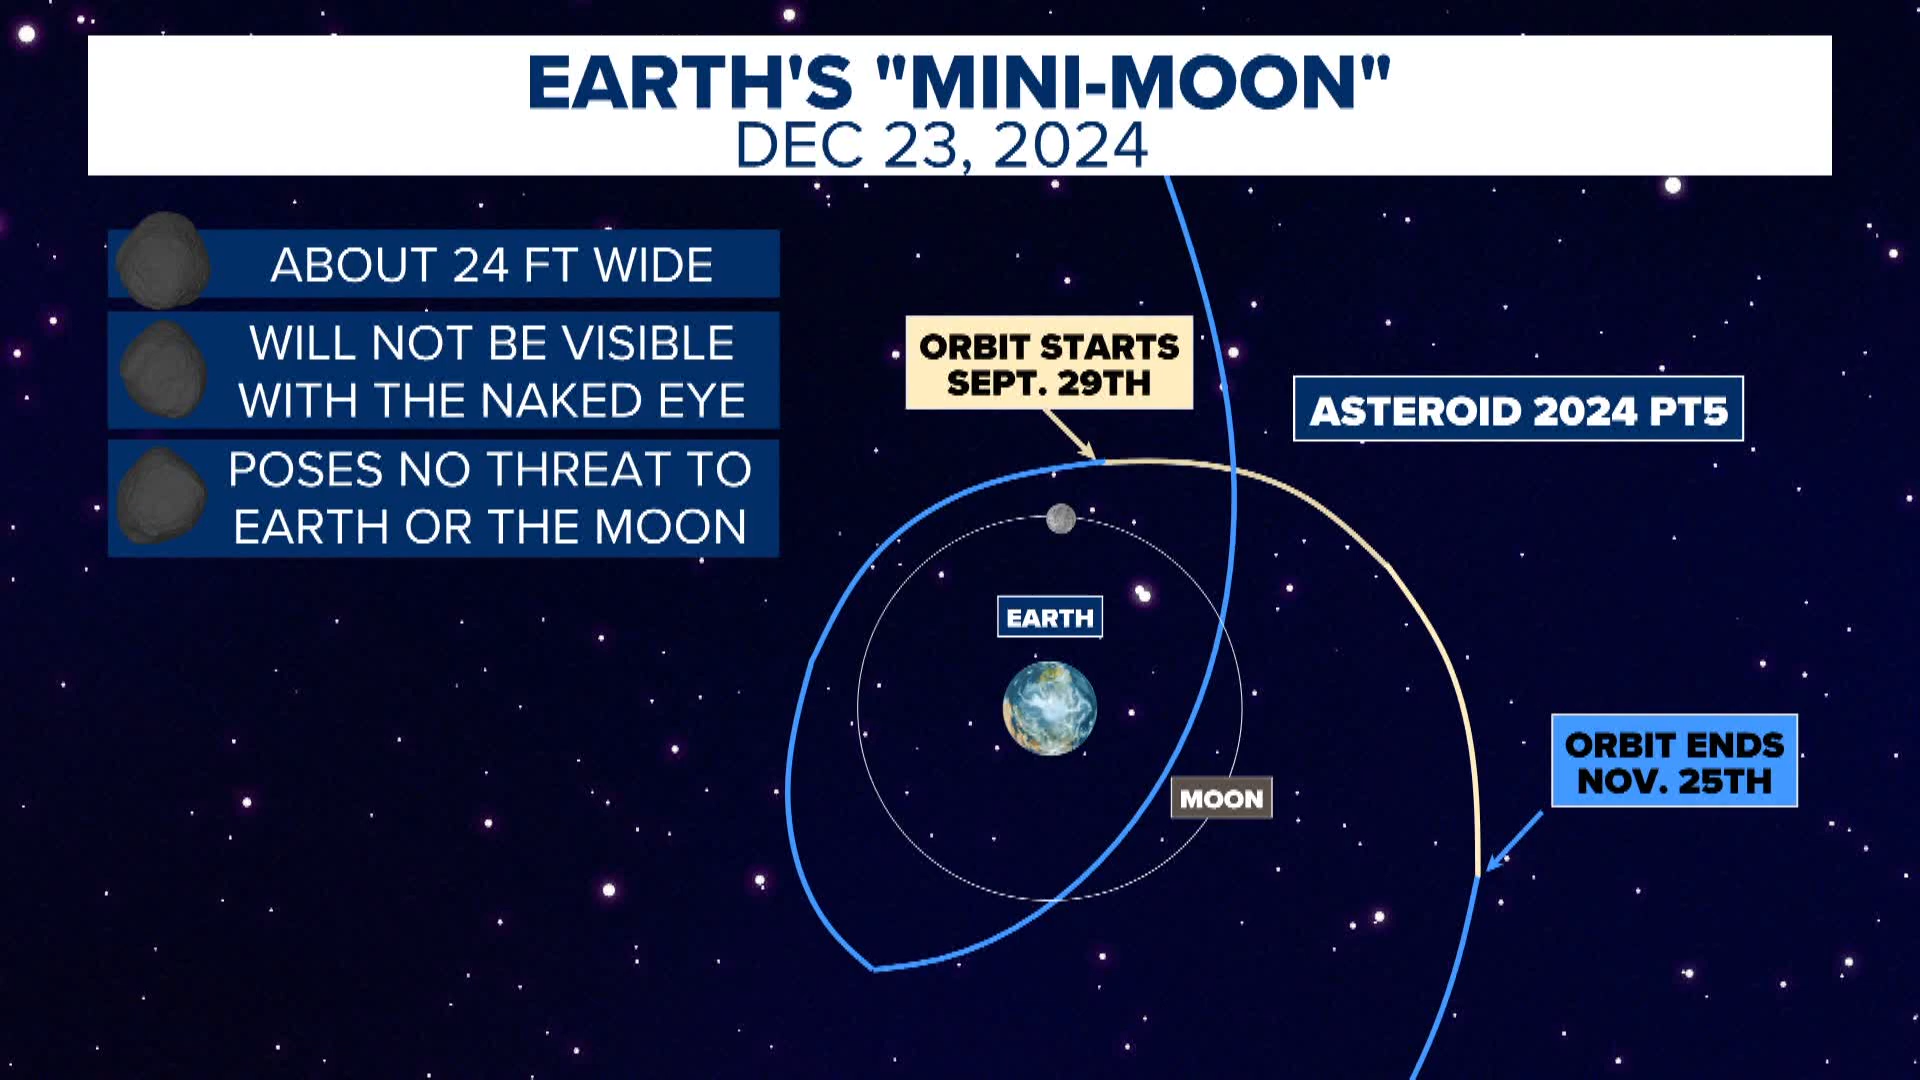 EARTH'S "MINI-MOON"
DEC 23, 2024
ABOUT 24 FT WIDE
WILL NOT BE VISIBLE
WITH THE NAKED EYE
POSES NO THREAT TO
EARTH OR THE MOON
ORBIT STARTS
SEPT. 29TH
ASTEROID 2024 PT5
EARTH
MOON
ORBIT ENDS
NOV. 25TH